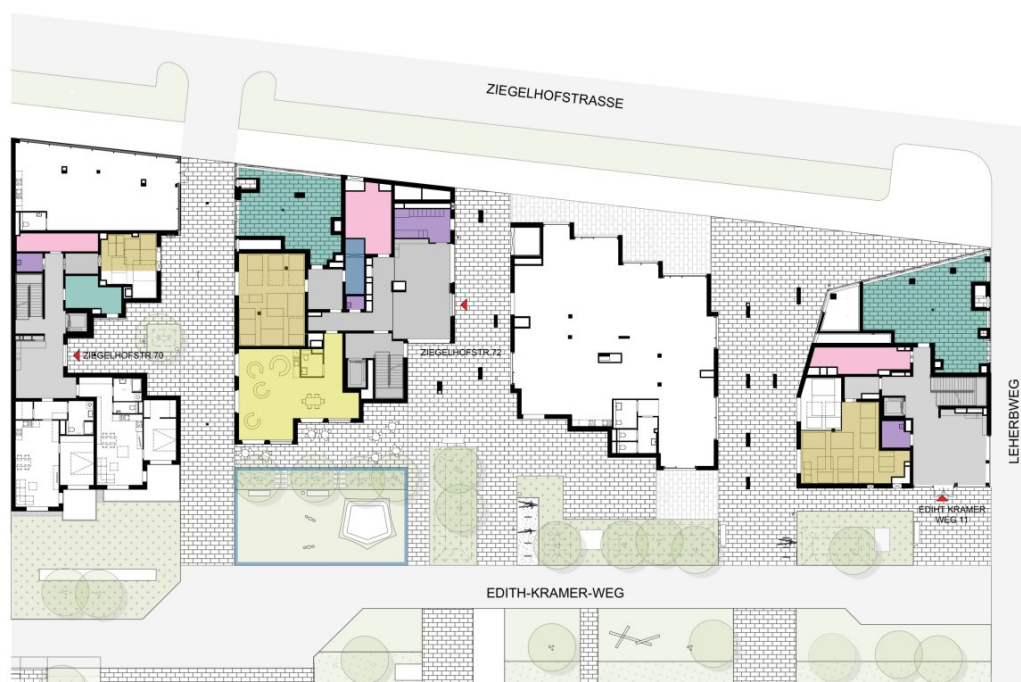 ZIEGELHOFSTRASSE
ZIEGELHOFSTR.70
ZIEGELHOFSTR.72
LEHERBWEG
EDIHT KRAMER
WEG 11
EDITH-KRAMER-WEG